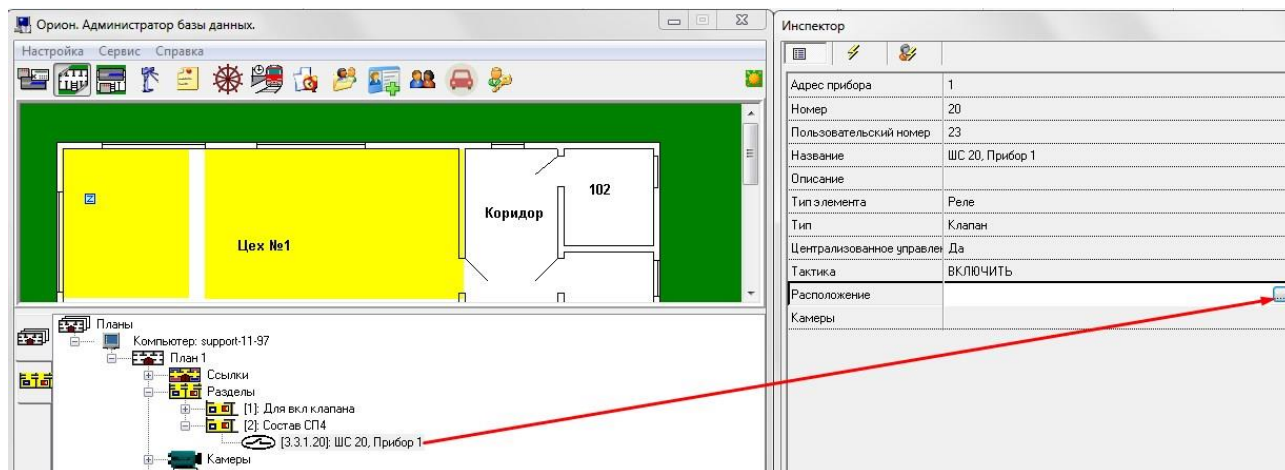 Орион. Администратор базы данных.
Настройка Сервис Справка
Цех №1
Коридор
102
Планы
Компьютер: support-11-97
План 1
Ссылки
Разделы
[1]: Для вкл клапана
[2]: Состав СП4
[3.3.1.20]: ШС 20, Прибор 1
Камеры
Инспектор
Адрес прибора 1
Номер 20
Пользовательский номер 23
Название ШС 20, Прибор 1
Описание
Тип элемента Реле
Тип Клапан
Централизованное управлен Да
Тактика ВКЛЮЧИТЬ
Расположение ...
Камеры